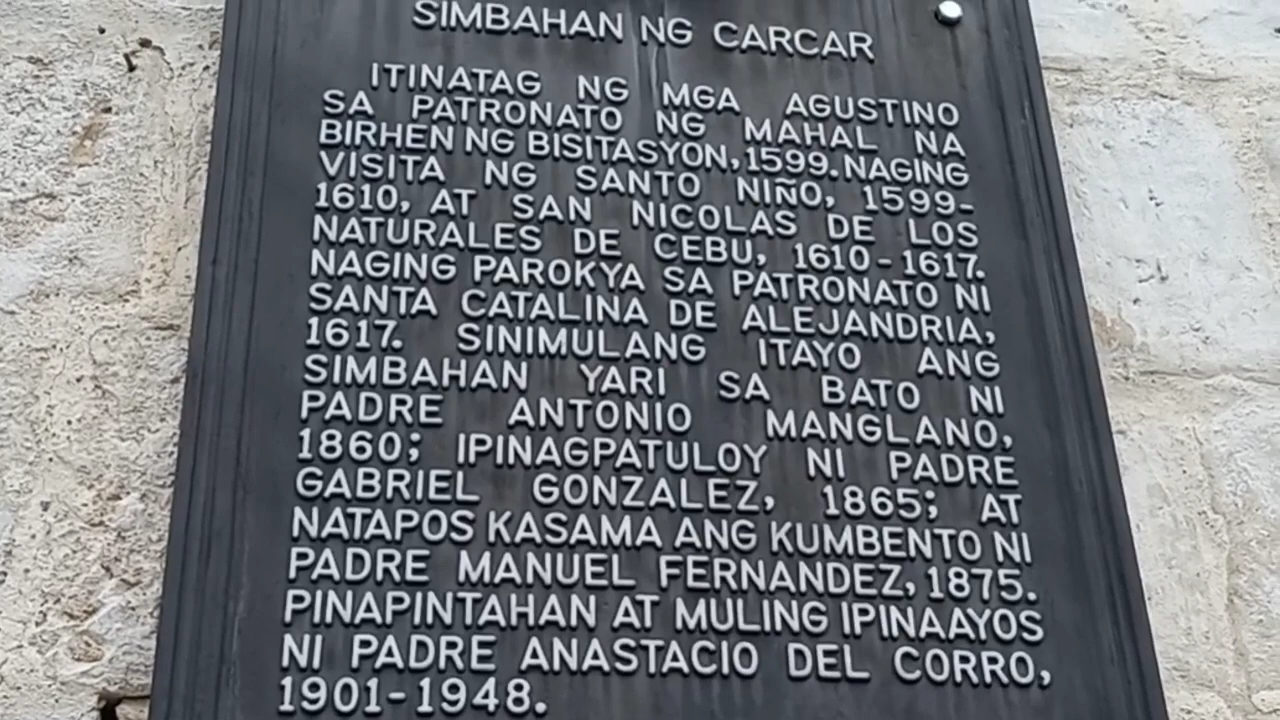 SIMBAHAN NG CARCAR
ITINATAG NG MGA AGUSTINO
SA PATRONATO NG MAHAL NA
BIRHEN NG BISITASYON, 1599. NAGING
VISITA NG SANTO NIÑO, 1599-
1610, AT SAN NICOLAS DE LOS
NATURALES DE CEBU, 1610-1617.
NAGING PAROKYA SA PATRONATO NI
SANTA CATALINA DE ALEJANDRIA,
1617. SINIMULANG ITAYO ANG
SIMBAHAN YARI SA BATO NI
PADRE ANTONIO MANGLANO,
1860; IPINAGPATULOY NI PADRE
GABRIEL GONZALEZ, 1865; AT
NATAPOS KASAMA ANG KUMBENTO NI
PADRE MANUEL FERNANDEZ, 1875.
PINAPINTAHAN AT MULING IPINAAYOS
NI PADRE ANASTACIO DEL CORRO,
1901-1948.